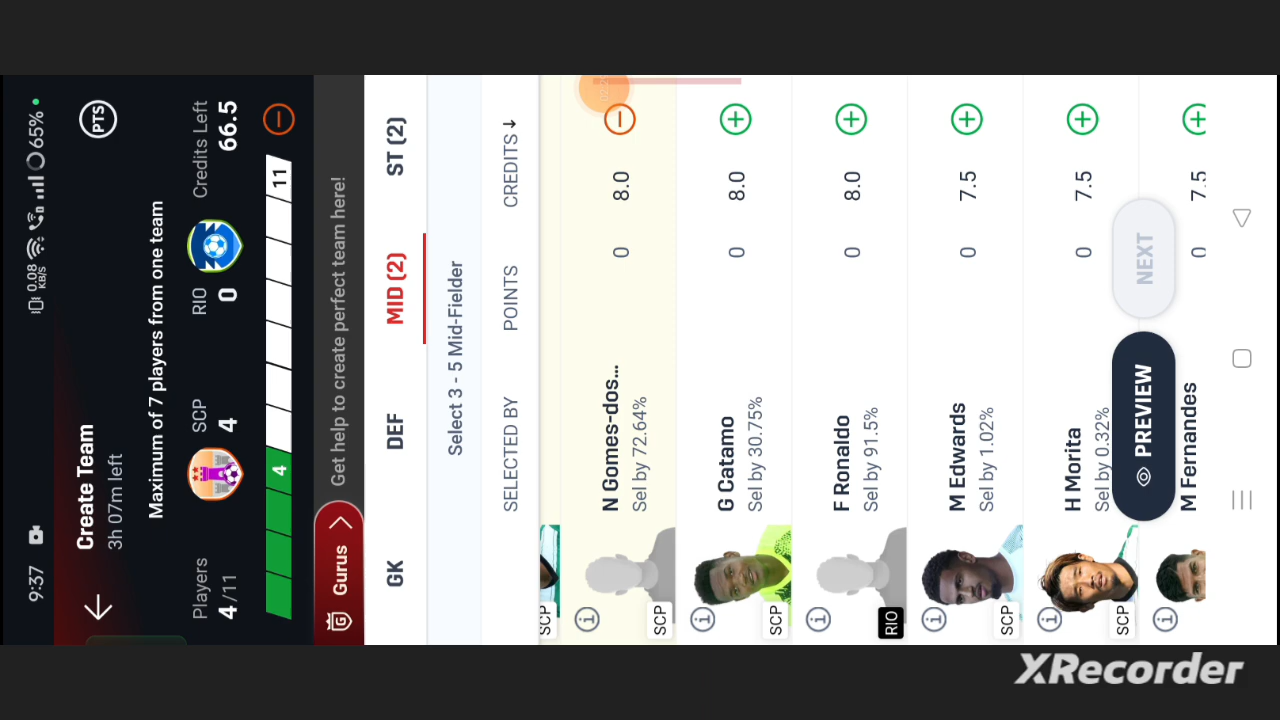 9:37
0.08 KB/S
65%
Create Team
3h 07m left
PTS
Maximum of 7 players from one team
Players
4/11
SCP
4
RIO
0
Credits Left
66.5
4
11
Gurus
Get help to create perfect team here!
GK DEF MID (2) ST (2)
Select 3 - 5 Mid-Fielder
SELECTED BY POINTS CREDITS ↓
SCP
N Gomes-dos... 0 8.0
Sel by 72.64%
SCP
G Catamo 0 8.0
Sel by 30.75%
SCP
F Ronaldo 0 8.0
Sel by 91.5%
RIO
M Edwards 0 7.5
Sel by 1.02%
SCP
H Morita 0 7.5
Sel by 0.32%
SCP
PREVIEW
NEXT
M Fernandes 0 7.5
XRecorder